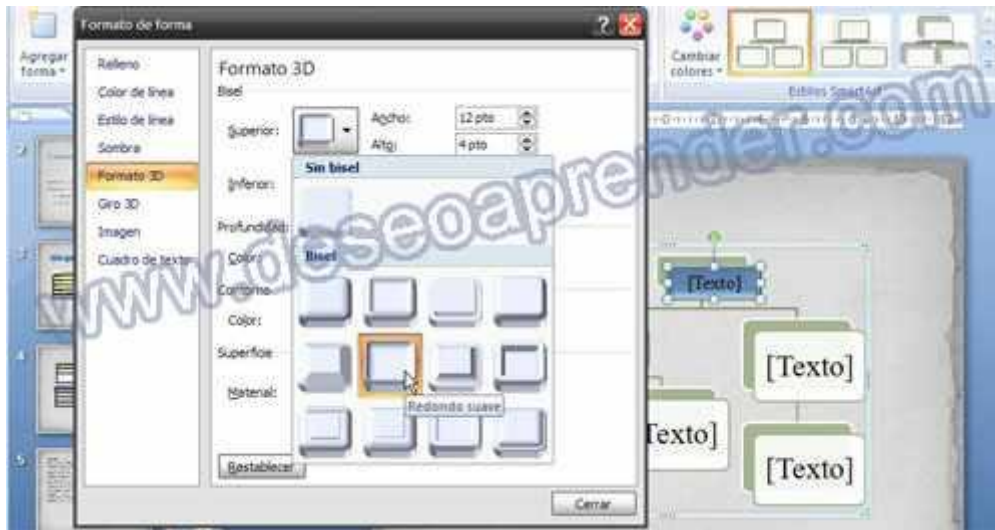 Formato de forma
Agregar
forma
Cambiar
colores
Estilos SmartArt
Relleno
Color de línea
Estilo de línea
Sombra
Formato 3D
Giro 3D
Imagen
Cuadro de texto
Formato 3D
Bisel
Superior:
Ancho:
12 pto
Alto:
4 pto
Sin bisel
Inferior:
Profundidad
Color:
Bisel
Contorno
Color:
Superficie
Material:
Redondo suave
Restablecer
Cerrar
[Texto]
[Texto]
[Texto]
[Texto]
www.deseoaprender.com